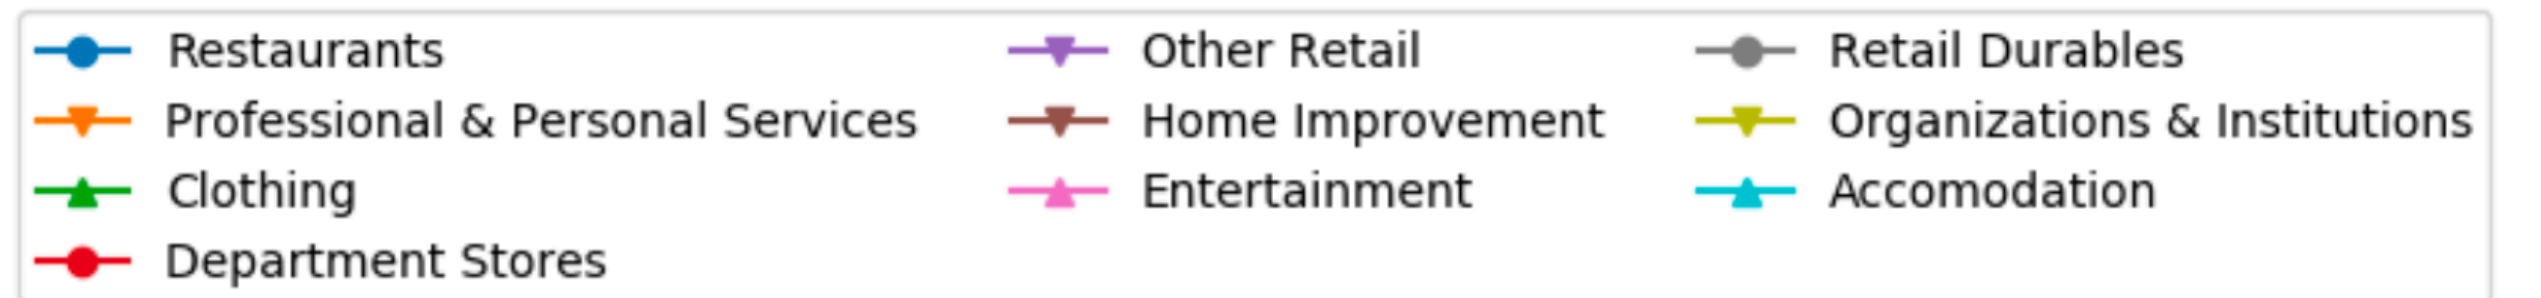 Restaurants
Professional & Personal Services
Clothing
Department Stores
Other Retail
Home Improvement
Entertainment
Retail Durables
Organizations & Institutions
Accomodation